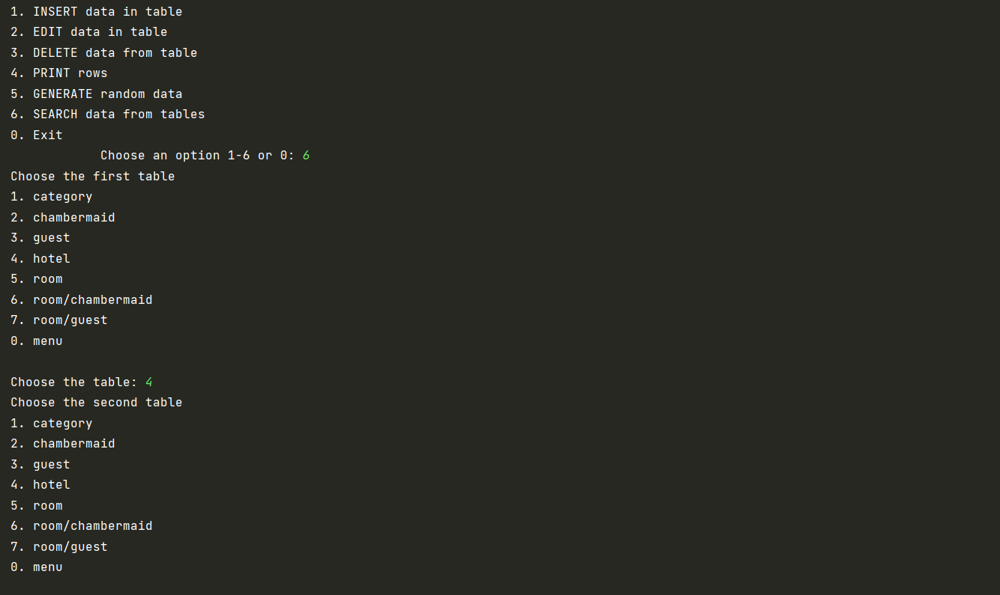 1. INSERT data in table
2. EDIT data in table
3. DELETE data from table
4. PRINT rows
5. GENERATE random data
6. SEARCH data from tables
0. Exit
Choose an option 1-6 or 0: 6
Choose the first table
1. category
2. chambermaid
3. guest
4. hotel
5. room
6. room/chambermaid
7. room/guest
0. menu
Choose the table: 4
Choose the second table
1. category
2. chambermaid
3. guest
4. hotel
5. room
6. room/chambermaid
7. room/guest
0. menu